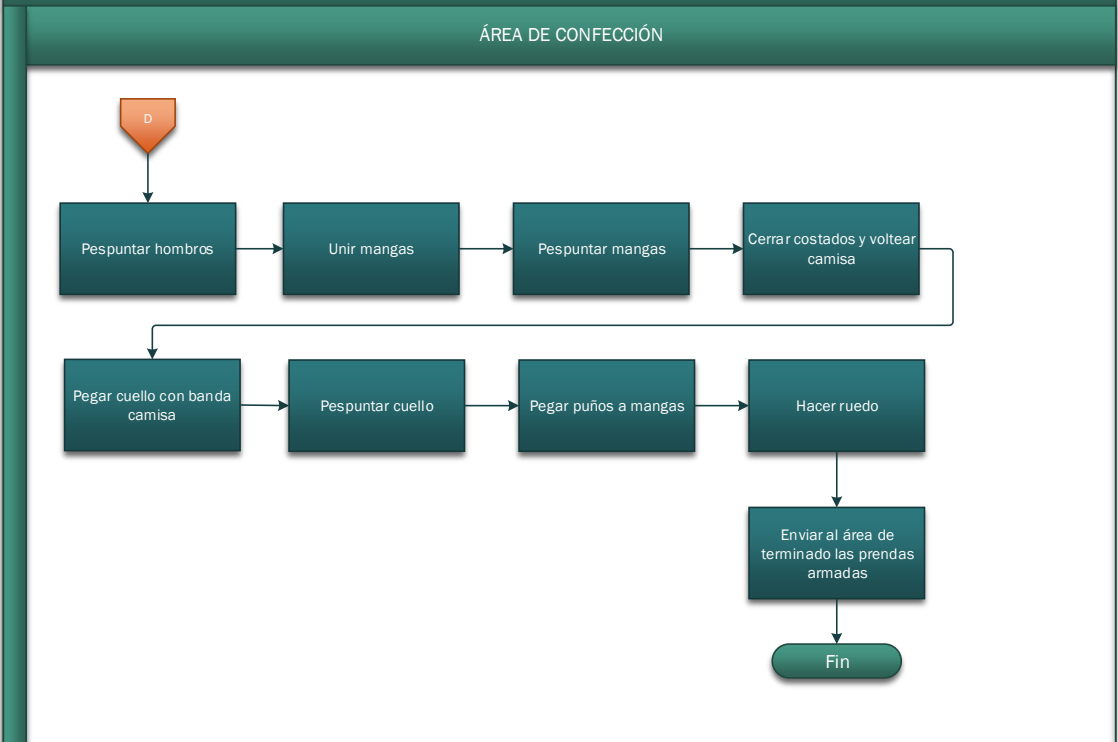 ÁREA DE CONFECCIÓN
D
Pespuntar hombros
Unir mangas
Pespuntar mangas
Cerrar costados y voltear
camisa
Pegar cuello con banda
camisa
Pespuntar cuello
Pegar puños a mangas
Hacer ruedo
Enviar al área de
terminado las prendas
armadas
Fin